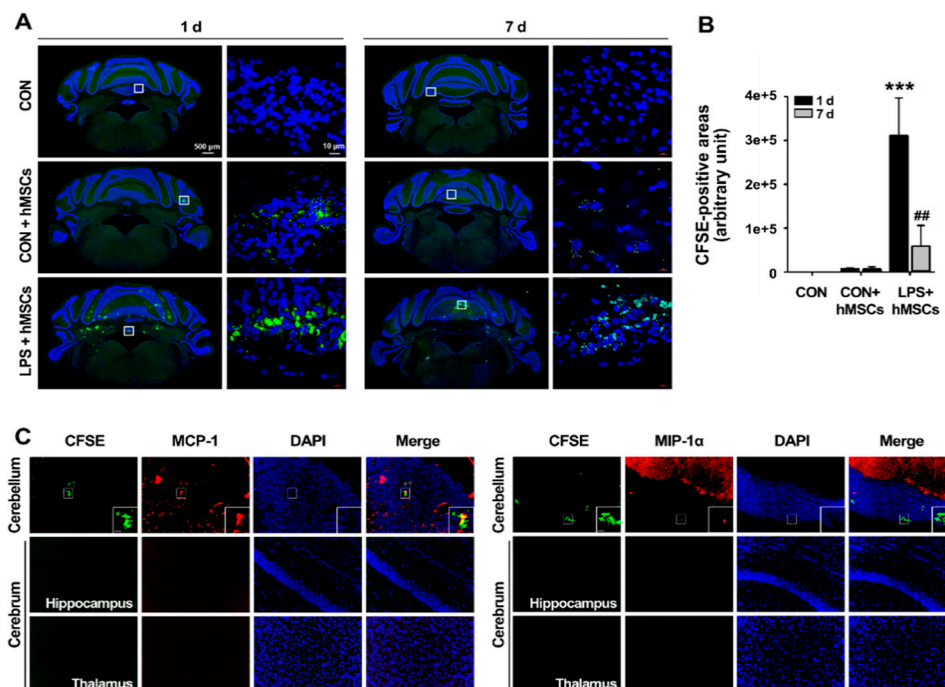 A
1 d
7 d
CON
500 μm
10 μm
CON + hMSCs
LPS + hMSCs
B
CFSE-positive areas
(arbitrary unit)
4e+5
3e+5
2e+5
1e+5
0
1 d
7 d
***
##
CON
CON+
hMSCs
LPS+
hMSCs
C
CFSE
MCP-1
DAPI
Merge
CFSE
MIP-1α
DAPI
Merge
Cerebellum
Cerebrum
Hippocampus
Thalamus
Cerebellum
Cerebrum
Hippocampus
Thalamus